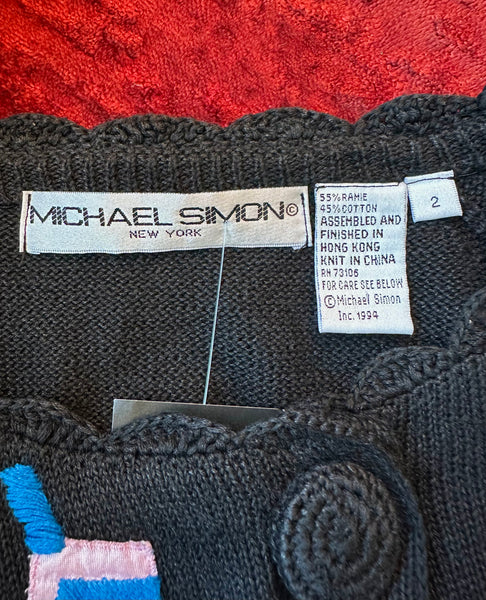 MICHAEL SIMON©
NEW YORK
55% RAMIE
45% COTTON
ASSEMBLED AND
FINISHED IN
HONG KONG
KNIT IN CHINA
RN 73106
FOR CARE SEE BELOW
©Michael Simon
Inc. 1994
2